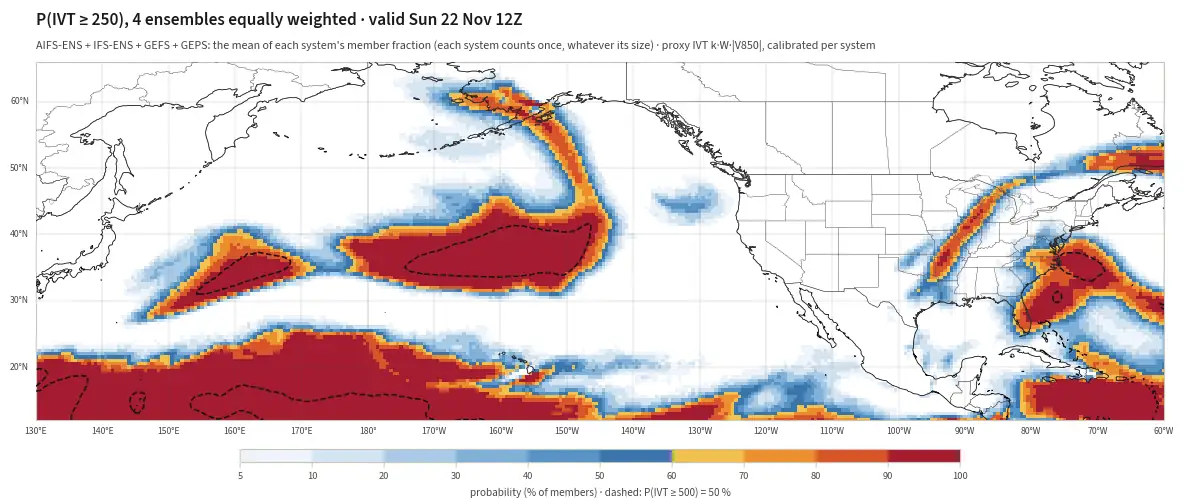 P(IVT ≥ 250), 4 ensembles equally weighted · valid Sun 22 Nov 12Z
AIFS-ENS + IFS-ENS + GEFS + GEPS: the mean of each system's member fraction (each system counts once, whatever its size) · proxy IVT k·W·|V850|, calibrated per system
60°N
50°N
40°N
30°N
20°N
130°E 140°E 150°E 160°E 170°E 180° 170°W 160°W 150°W 140°W 130°W 120°W 110°W 100°W 90°W 80°W 70°W 60°W
5 10 20 30 40 50 60 70 80 90 100
probability (% of members) · dashed: P(IVT ≥ 500) = 50 %